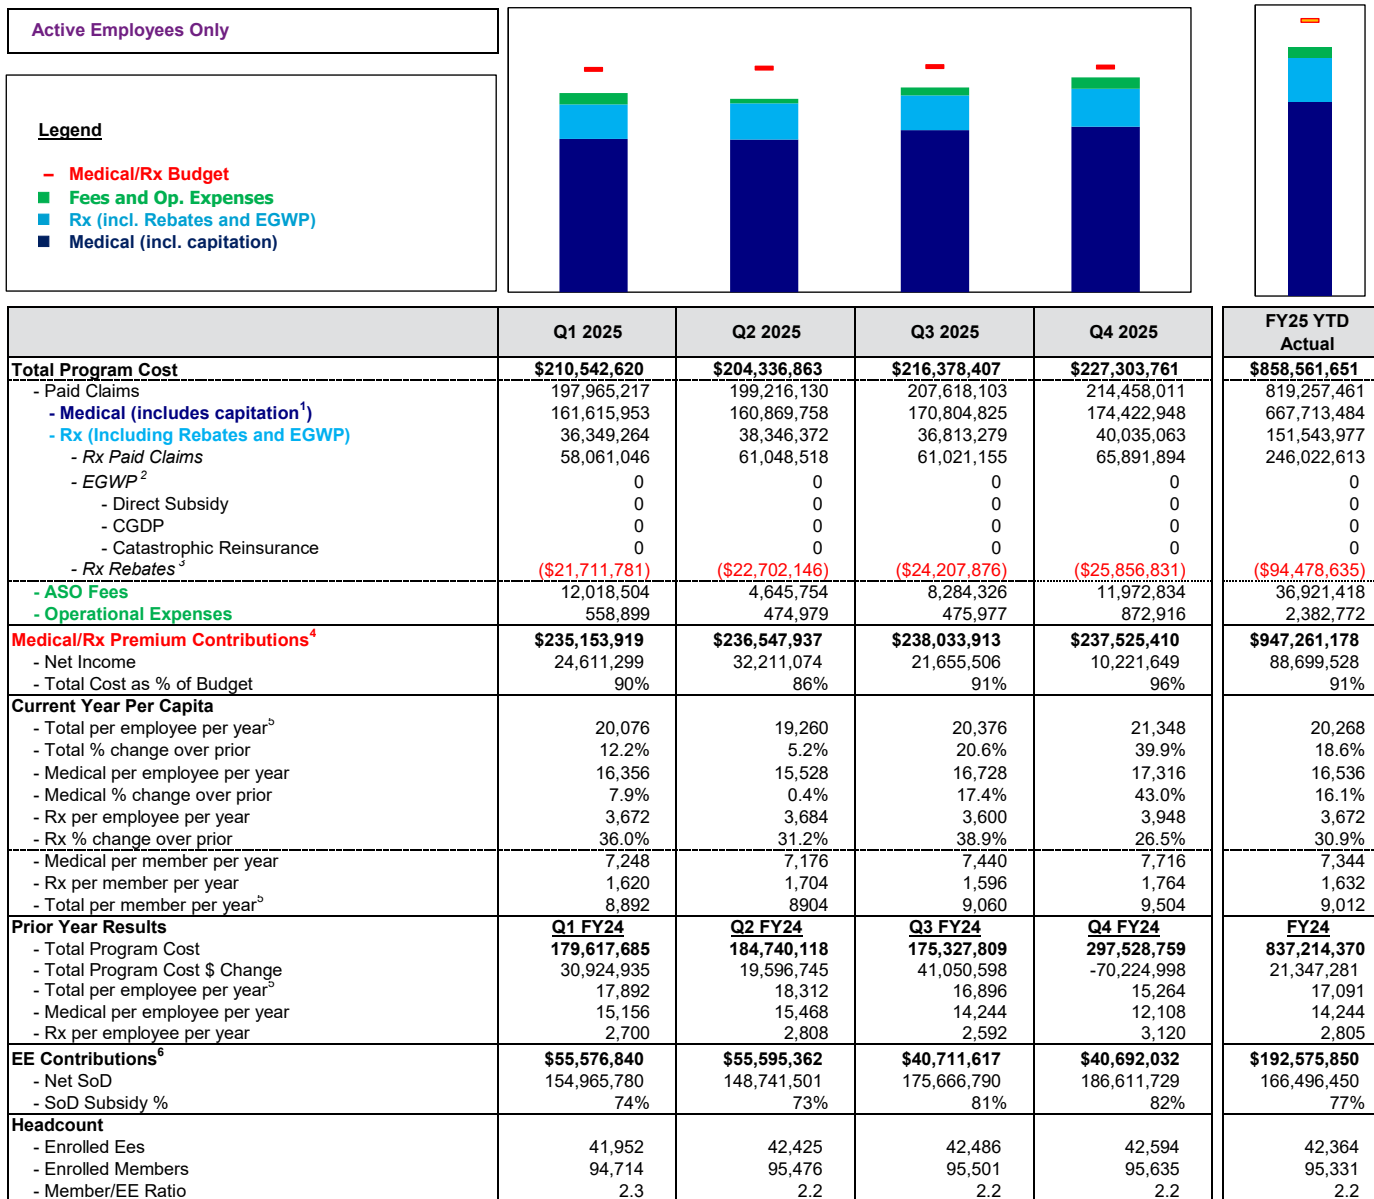 Active Employees Only
Legend
– Medical/Rx Budget
Fees and Op. Expenses
Rx (incl. Rebates and EGWP)
Medical (incl. capitation)
Q1 2025 Q2 2025 Q3 2025 Q4 2025 FY25 YTD Actual
Total Program Cost $210,542,620 $204,336,863 $216,378,407 $227,303,761 $858,561,651
- Paid Claims 197,965,217 199,216,130 207,618,103 214,458,011 819,257,461
- Medical (includes capitation1) 161,615,953 160,869,758 170,804,825 174,422,948 667,713,484
- Rx (Including Rebates and EGWP) 36,349,264 38,346,372 36,813,279 40,035,063 151,543,977
- Rx Paid Claims 58,061,046 61,048,518 61,021,155 65,891,894 246,022,613
- EGWP 2 0 0 0 0 0
- Direct Subsidy 0 0 0 0 0
- CGDP 0 0 0 0 0
- Catastrophic Reinsurance 0 0 0 0 0
- Rx Rebates 3 ($21,711,781) ($22,702,146) ($24,207,876) ($25,856,831) ($94,478,635)
- ASO Fees 12,018,504 4,645,754 8,284,326 11,972,834 36,921,418
- Operational Expenses 558,899 474,979 475,977 872,916 2,382,772
Medical/Rx Premium Contributions4 $235,153,919 $236,547,937 $238,033,913 $237,525,410 $947,261,178
- Net Income 24,611,299 32,211,074 21,655,506 10,221,649 88,699,528
- Total Cost as % of Budget 90% 86% 91% 96% 91%
Current Year Per Capita
- Total per employee per year5 20,076 19,260 20,376 21,348 20,268
- Total % change over prior 12.2% 5.2% 20.6% 39.9% 18.6%
- Medical per employee per year 16,356 15,528 16,728 17,316 16,536
- Medical % change over prior 7.9% 0.4% 17.4% 43.0% 16.1%
- Rx per employee per year 3,672 3,684 3,600 3,948 3,672
- Rx % change over prior 36.0% 31.2% 38.9% 26.5% 30.9%
- Medical per member per year 7,248 7,176 7,440 7,716 7,344
- Rx per member per year 1,620 1,704 1,596 1,764 1,632
- Total per member per year5 8,892 8904 9,060 9,504 9,012
Prior Year Results Q1 FY24 Q2 FY24 Q3 FY24 Q4 FY24 FY24
- Total Program Cost 179,617,685 184,740,118 175,327,809 297,528,759 837,214,370
- Total Program Cost $ Change 30,924,935 19,596,745 41,050,598 -70,224,998 21,347,281
- Total per employee per year5 17,892 18,312 16,896 15,264 17,091
- Medical per employee per year 15,156 15,468 14,244 12,108 14,244
- Rx per employee per year 2,700 2,808 2,592 3,120 2,805
EE Contributions6 $55,576,840 $55,595,362 $40,711,617 $40,692,032 $192,575,850
- Net SoD 154,965,780 148,741,501 175,666,790 186,611,729 166,496,450
- SoD Subsidy % 74% 73% 81% 82% 77%
Headcount
- Enrolled Ees 41,952 42,425 42,486 42,594 42,364
- Enrolled Members 94,714 95,476 95,501 95,635 95,331
- Member/EE Ratio 2.3 2.2 2.2 2.2 2.2